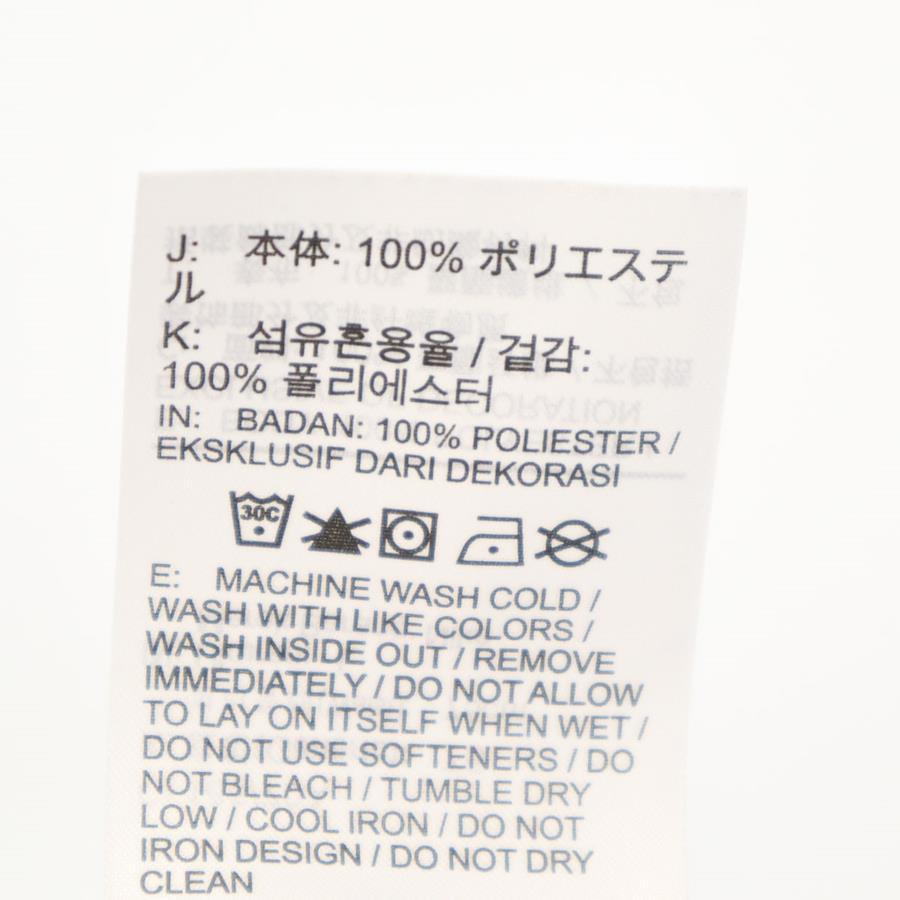 J: 本体: 100% ポリエステ
ル
K: 섬유혼용율 / 겉감:
100% 폴리에스터
IN: BADAN: 100% POLIESTER /
EKSKLUSIF DARI DEKORASI
30C
E: MACHINE WASH COLD /
WASH WITH LIKE COLORS /
WASH INSIDE OUT / REMOVE
IMMEDIATELY / DO NOT ALLOW
TO LAY ON ITSELF WHEN WET /
DO NOT USE SOFTENERS / DO
NOT BLEACH / TUMBLE DRY
LOW / COOL IRON / DO NOT
IRON DESIGN / DO NOT DRY
CLEAN